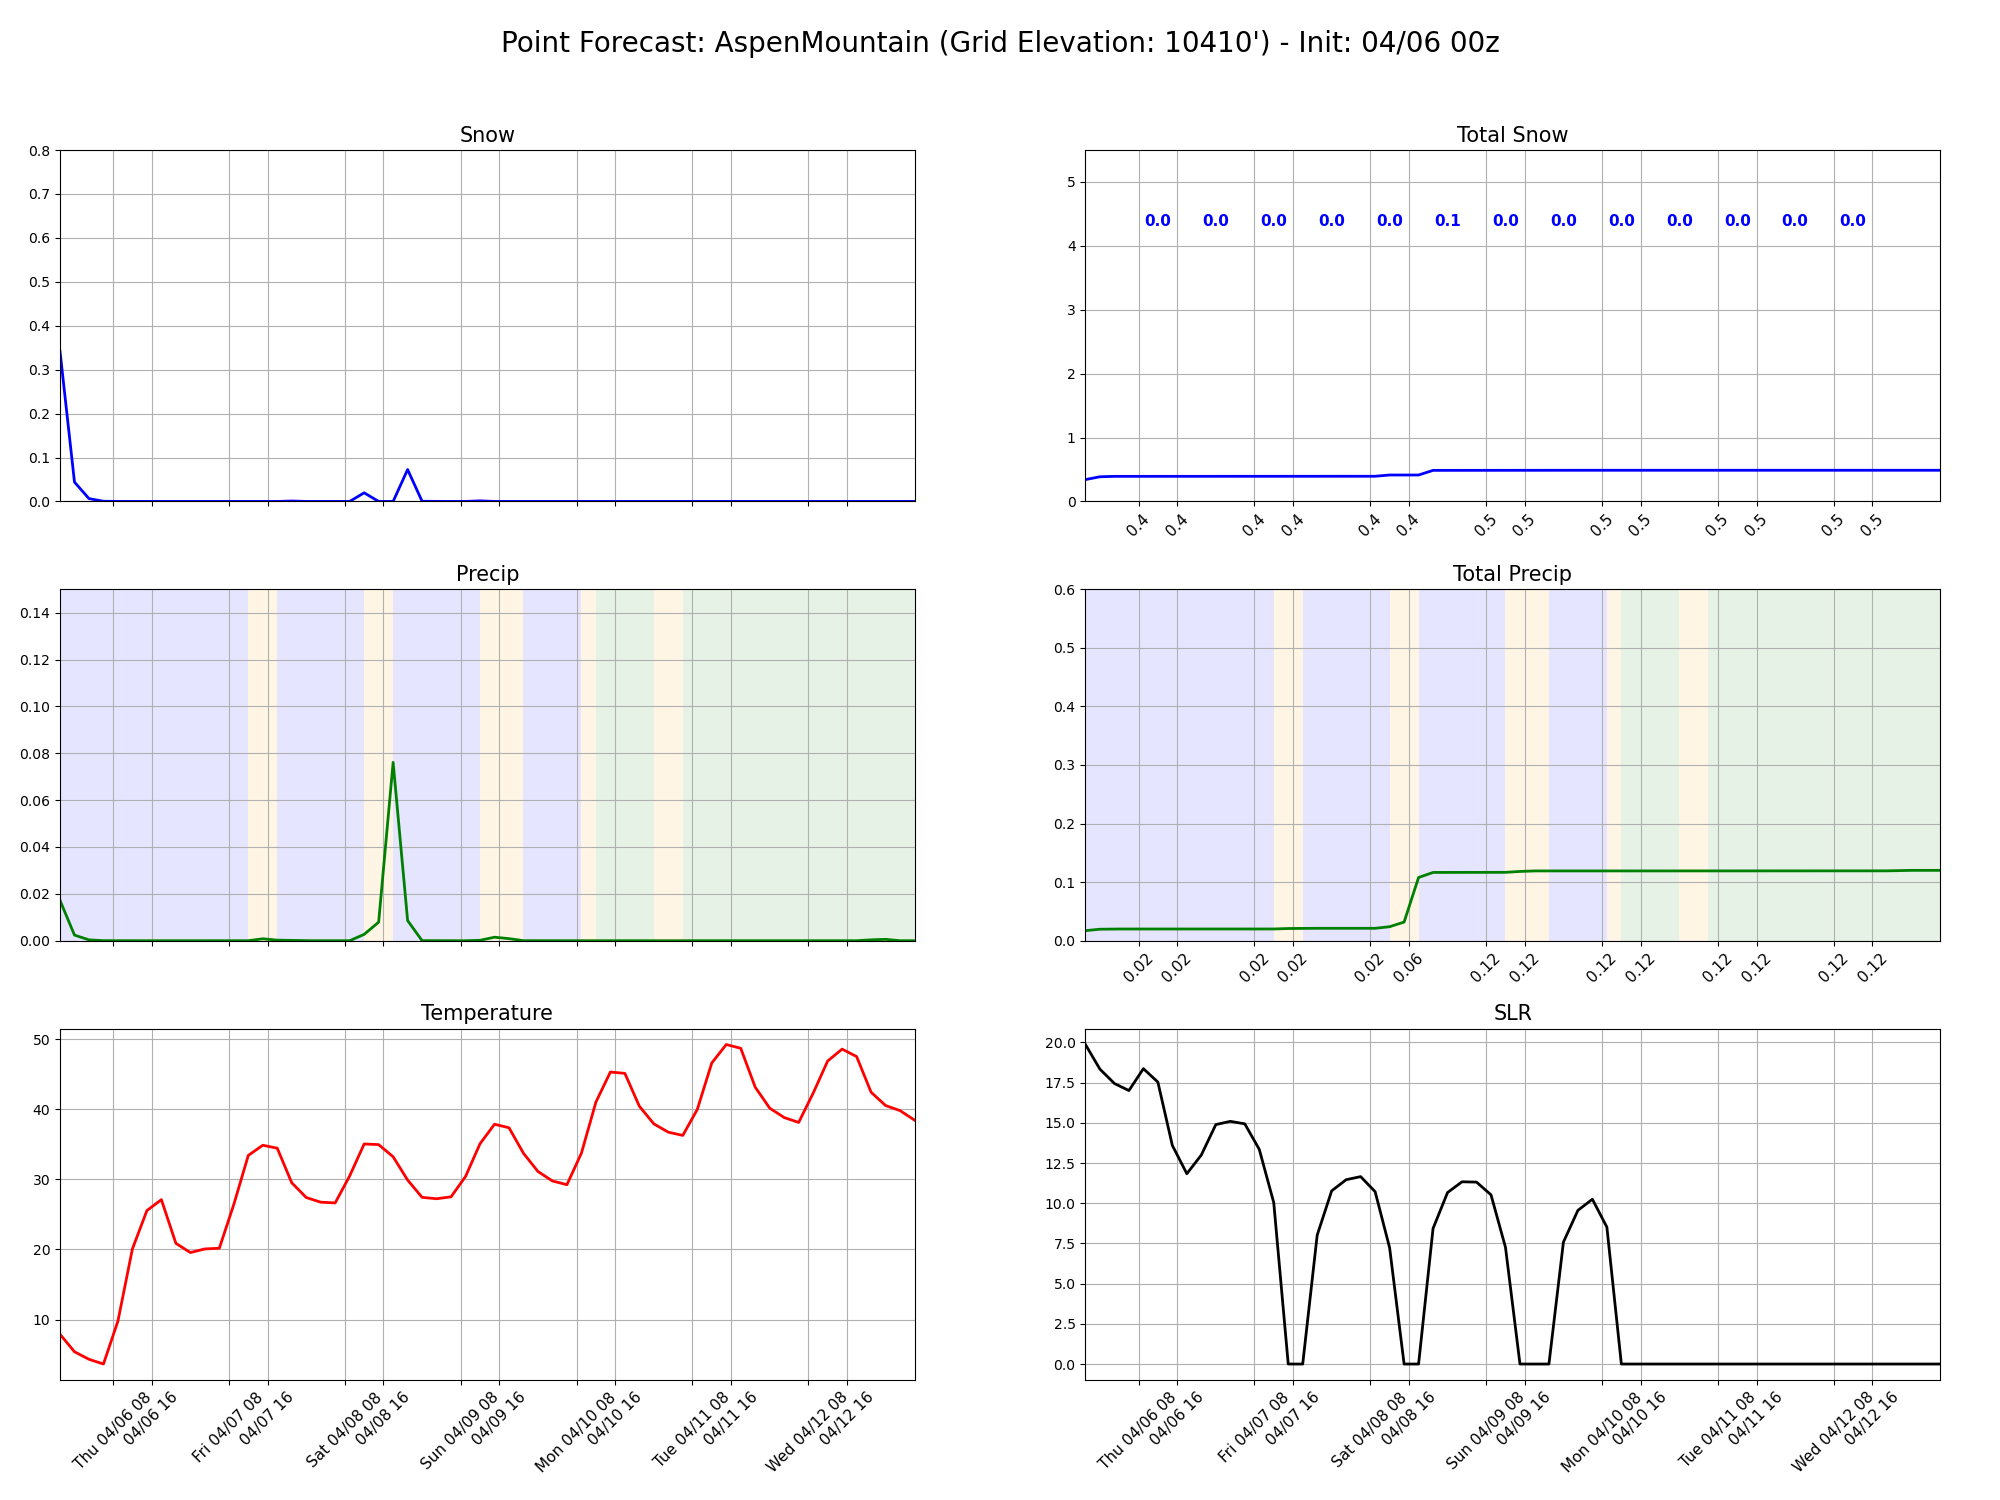 Point Forecast: AspenMountain (Grid Elevation: 10410') - Init: 04/06 00z
Snow
0.8
0.7
0.6
0.5
0.4
0.3
0.2
0.1
0.0
Total Snow
5
4
3
2
1
0
0.0 0.0 0.0 0.0 0.0 0.1 0.0 0.0 0.0 0.0 0.0 0.0 0.0
0.4 0.4 0.4 0.4 0.4 0.4 0.5 0.5 0.5 0.5 0.5 0.5 0.5 0.5
Precip
0.14
0.12
0.10
0.08
0.06
0.04
0.02
0.00
Total Precip
0.6
0.5
0.4
0.3
0.2
0.1
0.0
0.02 0.02 0.02 0.02 0.02 0.06 0.12 0.12 0.12 0.12 0.12 0.12 0.12 0.12
Temperature
50
40
30
20
10
Thu 04/06 08
04/06 16
Fri 04/07 08
04/07 16
Sat 04/08 08
04/08 16
Sun 04/09 08
04/09 16
Mon 04/10 08
04/10 16
Tue 04/11 08
04/11 16
Wed 04/12 08
04/12 16
SLR
20.0
17.5
15.0
12.5
10.0
7.5
5.0
2.5
0.0
Thu 04/06 08
04/06 16
Fri 04/07 08
04/07 16
Sat 04/08 08
04/08 16
Sun 04/09 08
04/09 16
Mon 04/10 08
04/10 16
Tue 04/11 08
04/11 16
Wed 04/12 08
04/12 16